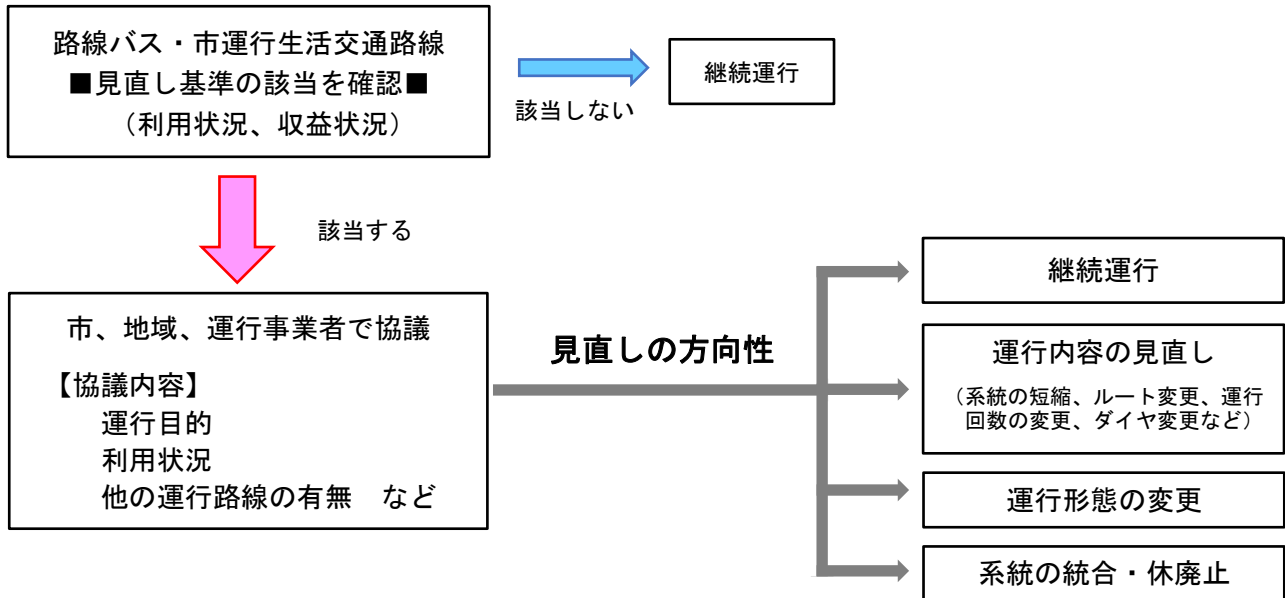 路線バス・市運行生活交通路線
■見直し基準の該当を確認■
（利用状況、収益状況）
該当しない
継続運行
該当する
市、地域、運行事業者で協議
【協議内容】
運行目的
利用状況
他の運行路線の有無　など
見直しの方向性
継続運行
運行内容の見直し
（系統の短縮、ルート変更、運行
回数の変更、ダイヤ変更など）
運行形態の変更
系統の統合・休廃止